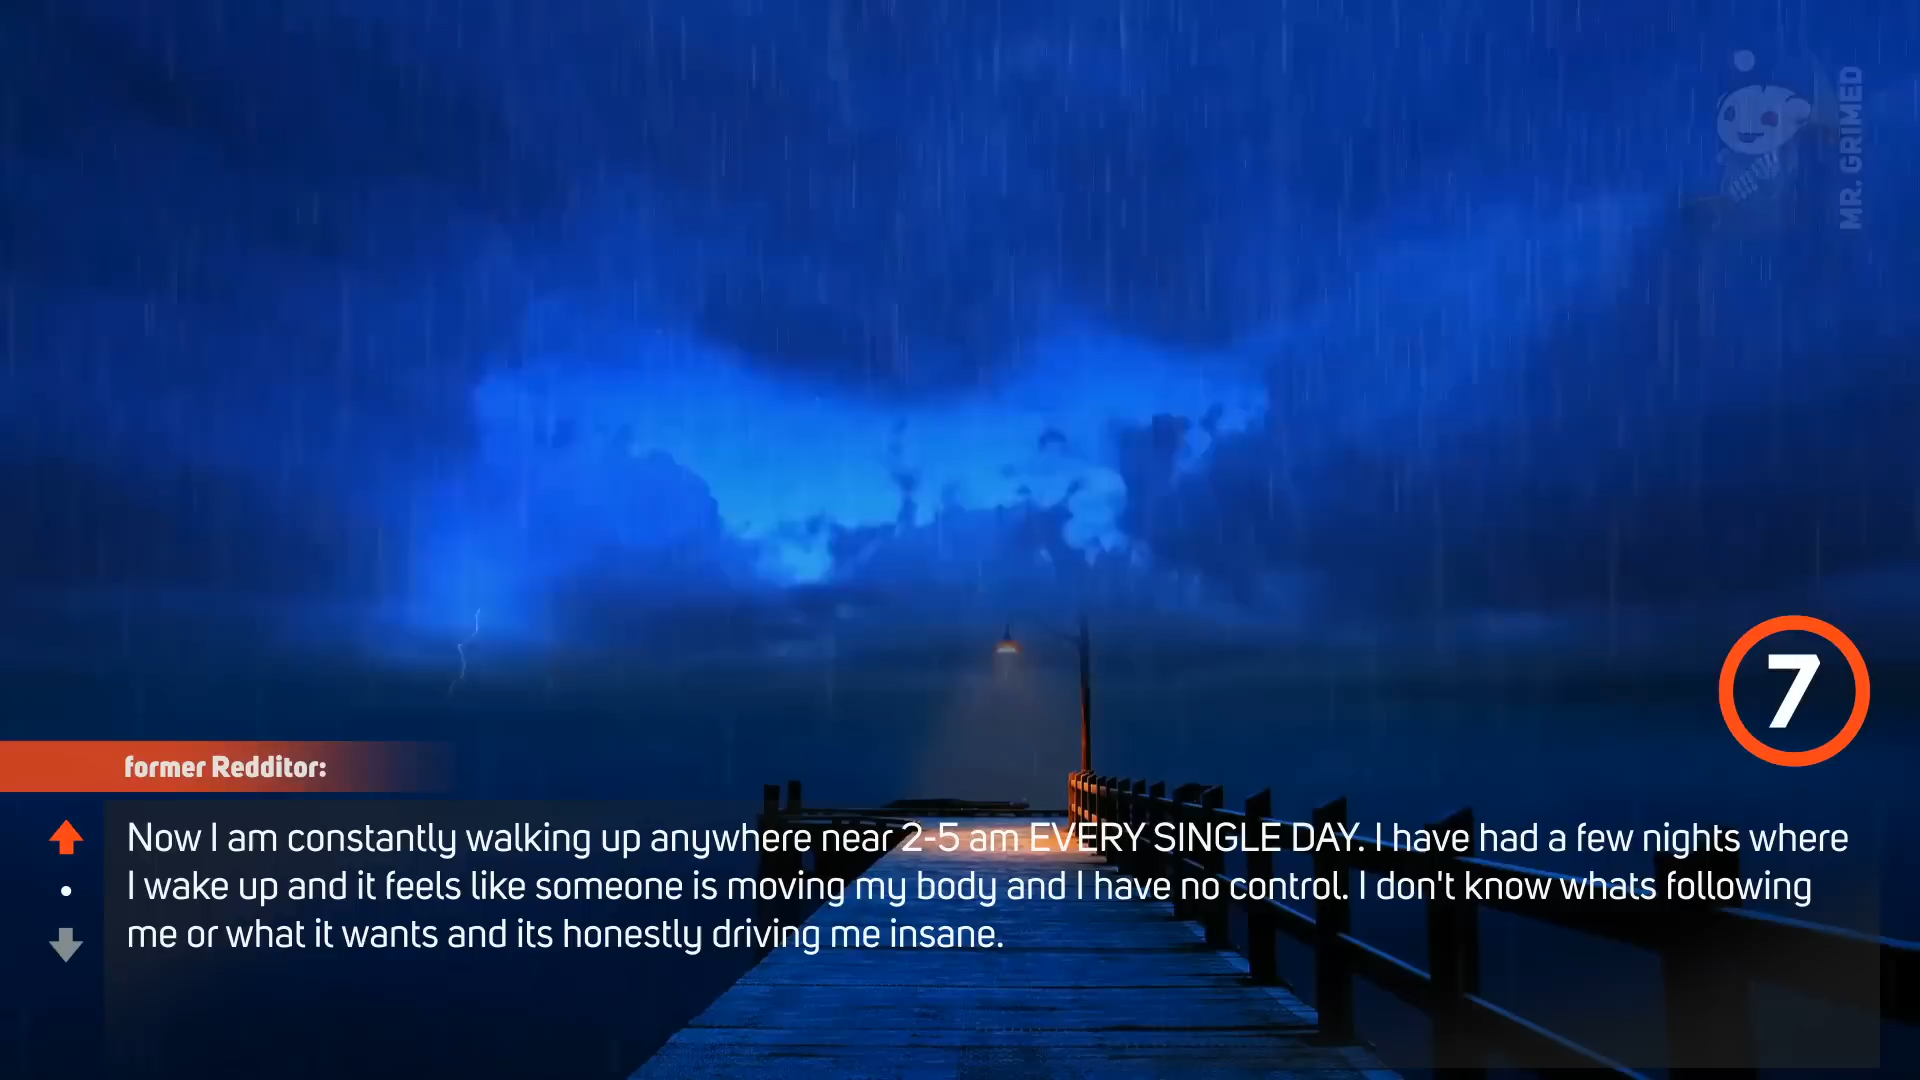 MR. GRIMED
7
former Redditor:
Now I am constantly walking up anywhere near 2-5 am EVERY SINGLE DAY. I have had a few nights where
I wake up and it feels like someone is moving my body and I have no control. I don't know whats following
me or what it wants and its honestly driving me insane.